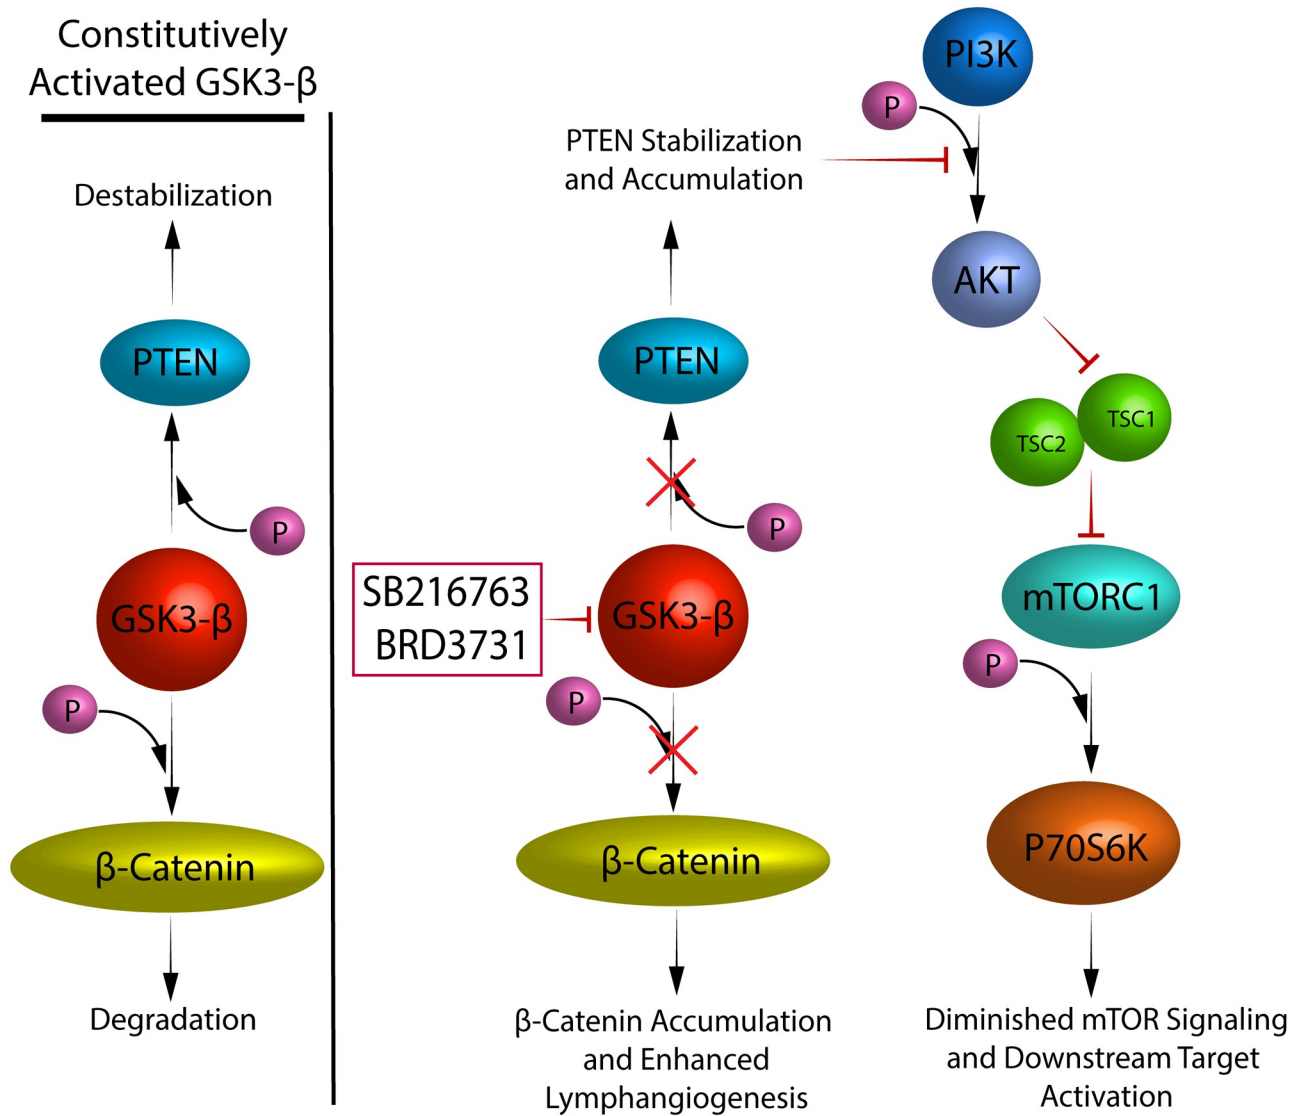 Constitutively
Activated GSK3-β
Destabilization
PTEN
P
GSK3-β
P
β-Catenin
Degradation
PTEN Stabilization
and Accumulation
PTEN
P
SB216763
BRD3731
GSK3-β
P
β-Catenin
β-Catenin Accumulation
and Enhanced
Lymphangiogenesis
PI3K
P
AKT
TSC1
TSC2
mTORC1
P
P70S6K
Diminished mTOR Signaling
and Downstream Target
Activation